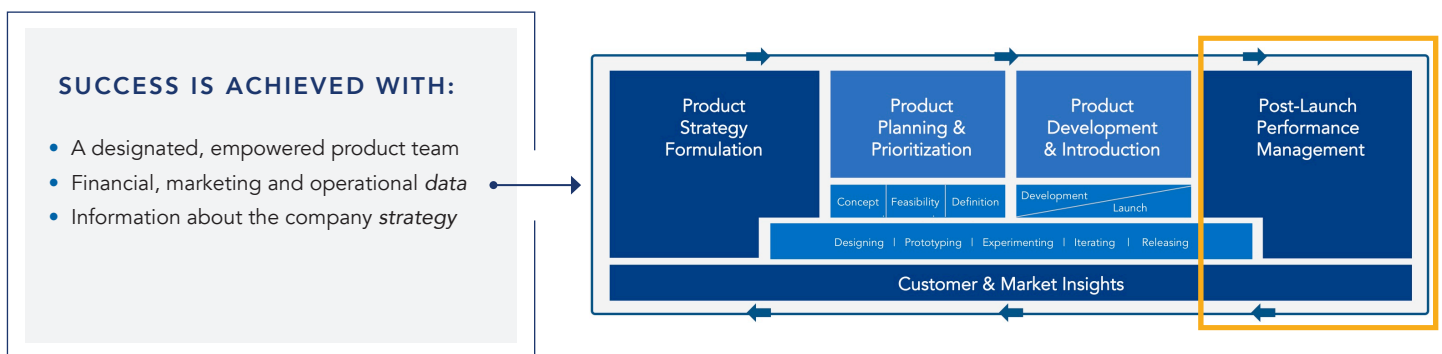 SUCCESS IS ACHIEVED WITH:
• A designated, empowered product team
• Financial, marketing and operational data
• Information about the company strategy
Product
Strategy
Formulation
Product
Planning &
Prioritization
Product
Development
& Introduction
Post-Launch
Performance
Management
Concept
Feasibility
Definition
Development
Launch
Designing | Prototyping | Experimenting | Iterating | Releasing
Customer & Market Insights